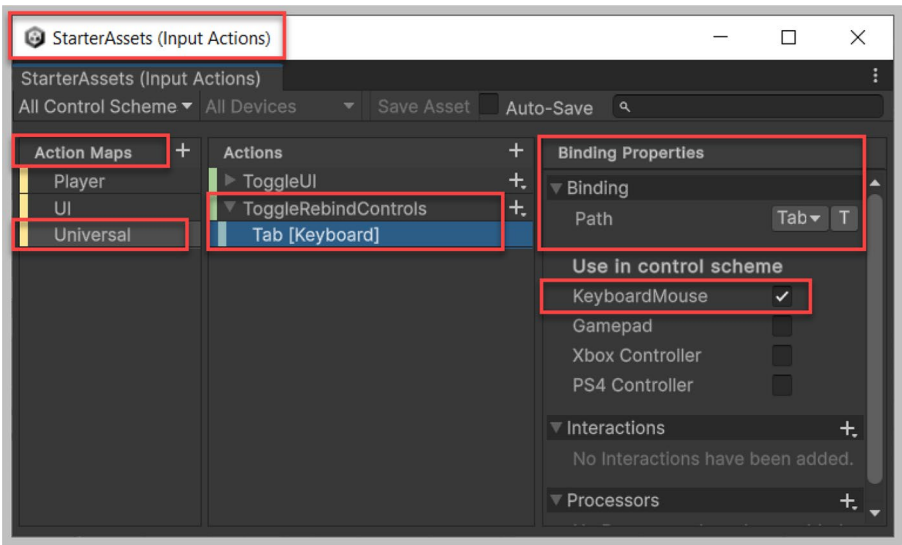 StarterAssets (Input Actions)
StarterAssets (Input Actions)
All Control Scheme All Devices Save Asset Auto-Save
Action Maps
Player
UI
Universal
Actions
ToggleUI
ToggleRebindControls
Tab [Keyboard]
Binding Properties
Binding
Path Tab T
Use in control scheme
KeyboardMouse
Gamepad
Xbox Controller
PS4 Controller
Interactions
No Interactions have been added.
Processors